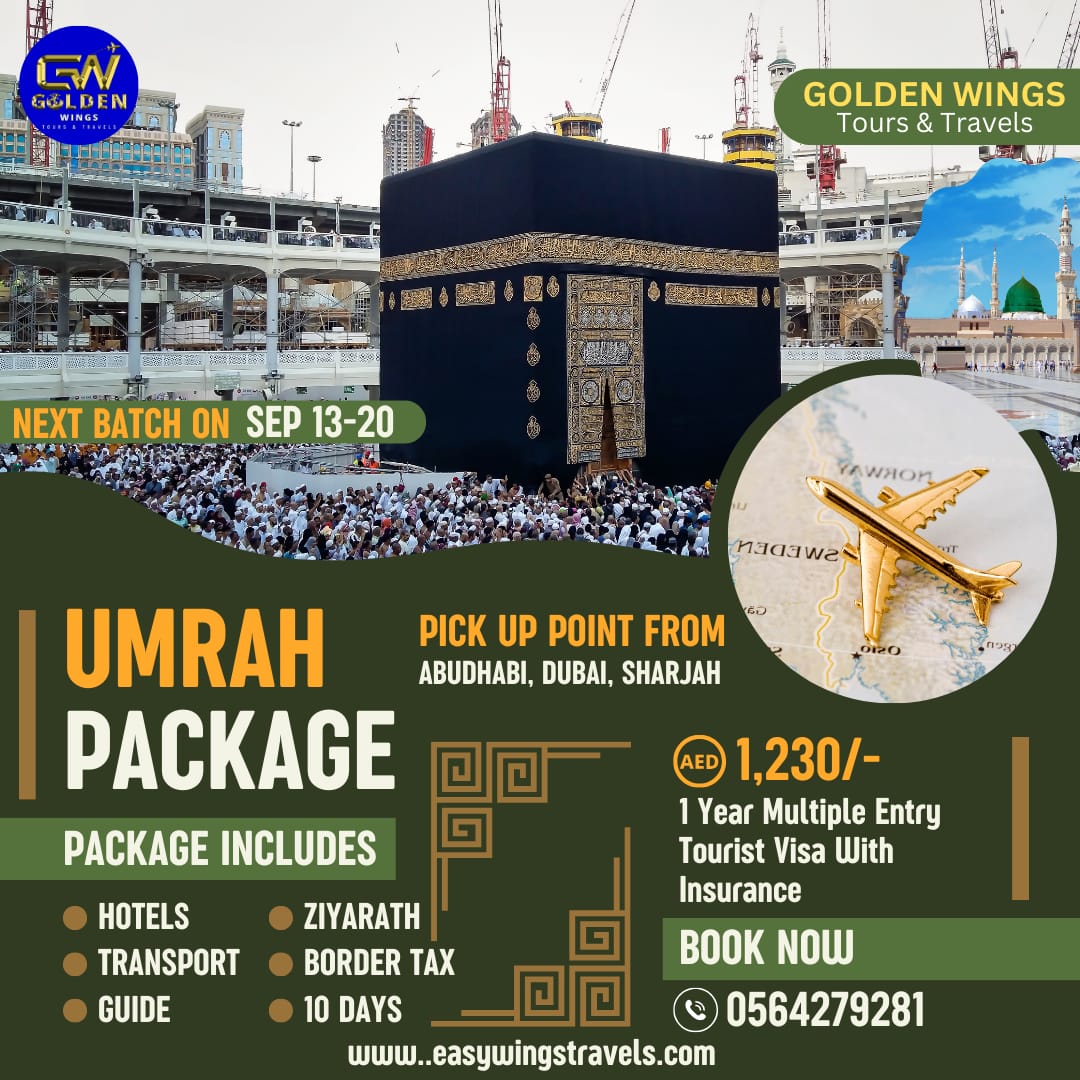 GW
GOLDEN
WINGS
TOURS & TRAVELS
GOLDEN WINGS
Tours & Travels
NEXT BATCH ON SEP 13-20
NORWAY
SWEDEN
Oslo
UMRAH
PACKAGE
PICK UP POINT FROM
ABUDHABI, DUBAI, SHARJAH
AED 1,230/-
1 Year Multiple Entry
Tourist Visa With
Insurance
PACKAGE INCLUDES
HOTELS
TRANSPORT
GUIDE
ZIYARATH
BORDER TAX
10 DAYS
BOOK NOW
0564279281
www..easywingstravels.com